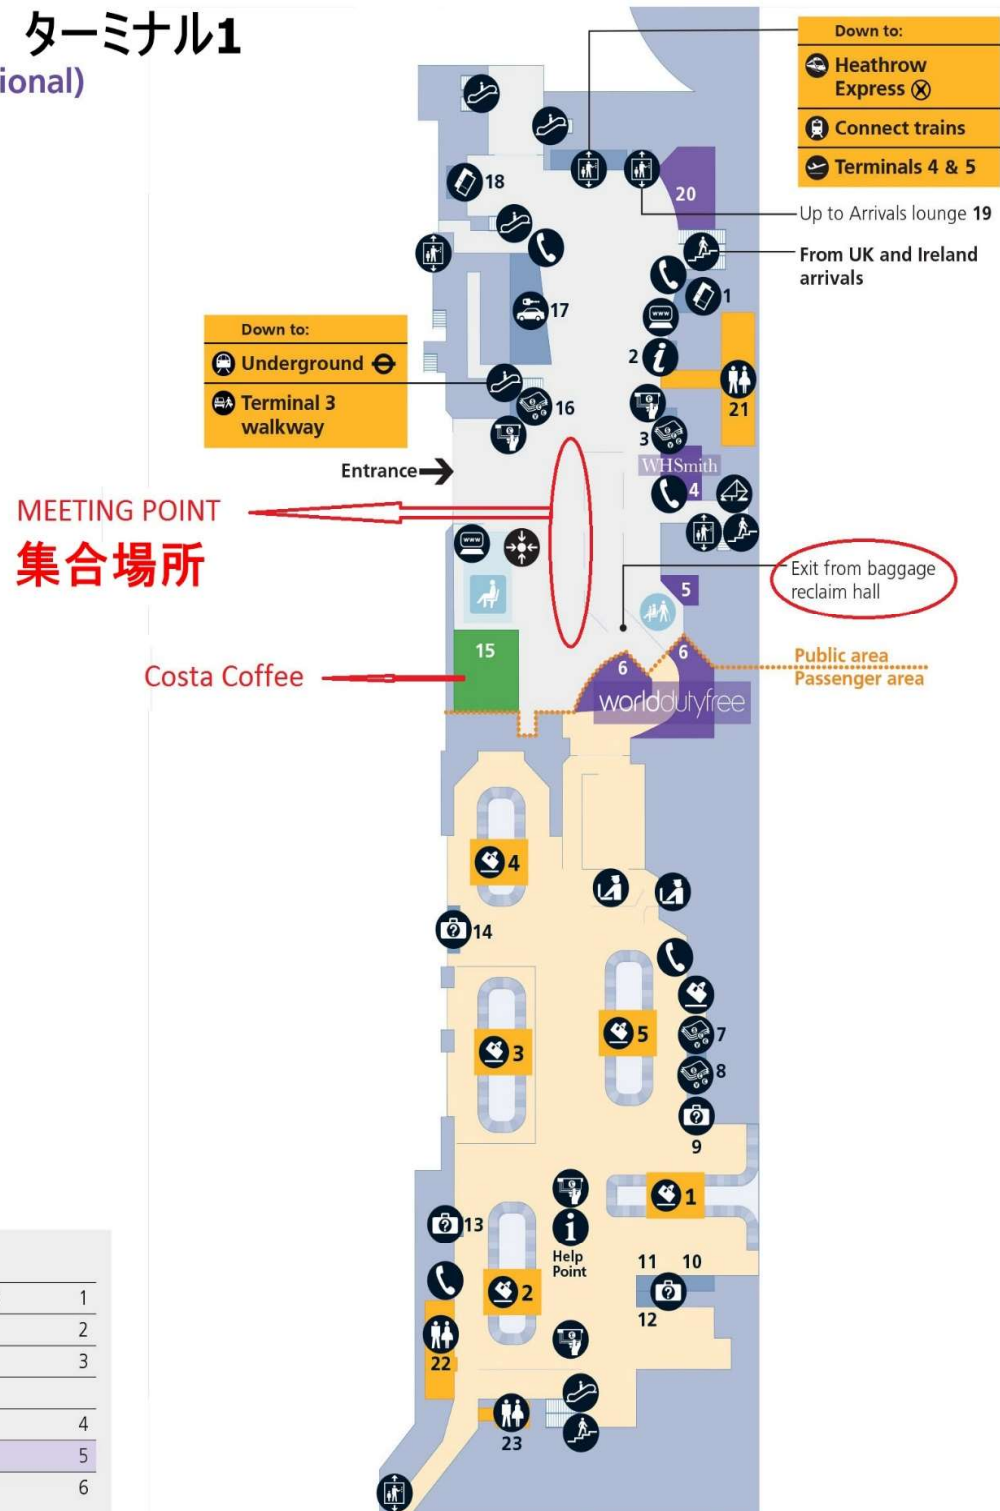 ターミナル1
ional)
Down to:
Heathrow
Express
Connect trains
Terminals 4 & 5
18
20
Up to Arrivals lounge 19
From UK and Ireland
arrivals
1
17
Down to:
Underground
Terminal 3
walkway
www
2 i
16
21
3
WHSmith
4
Entrance
MEETING POINT
集合場所
www
Exit from baggage
reclaim hall
5
15
6
6
Public area
Passenger area
Costa Coffee
worlddutyfree
4
14
3
5
7
8
9
1
13
i
Help
Point
11 10
12
2
22
23
1
2
3
4
5
6